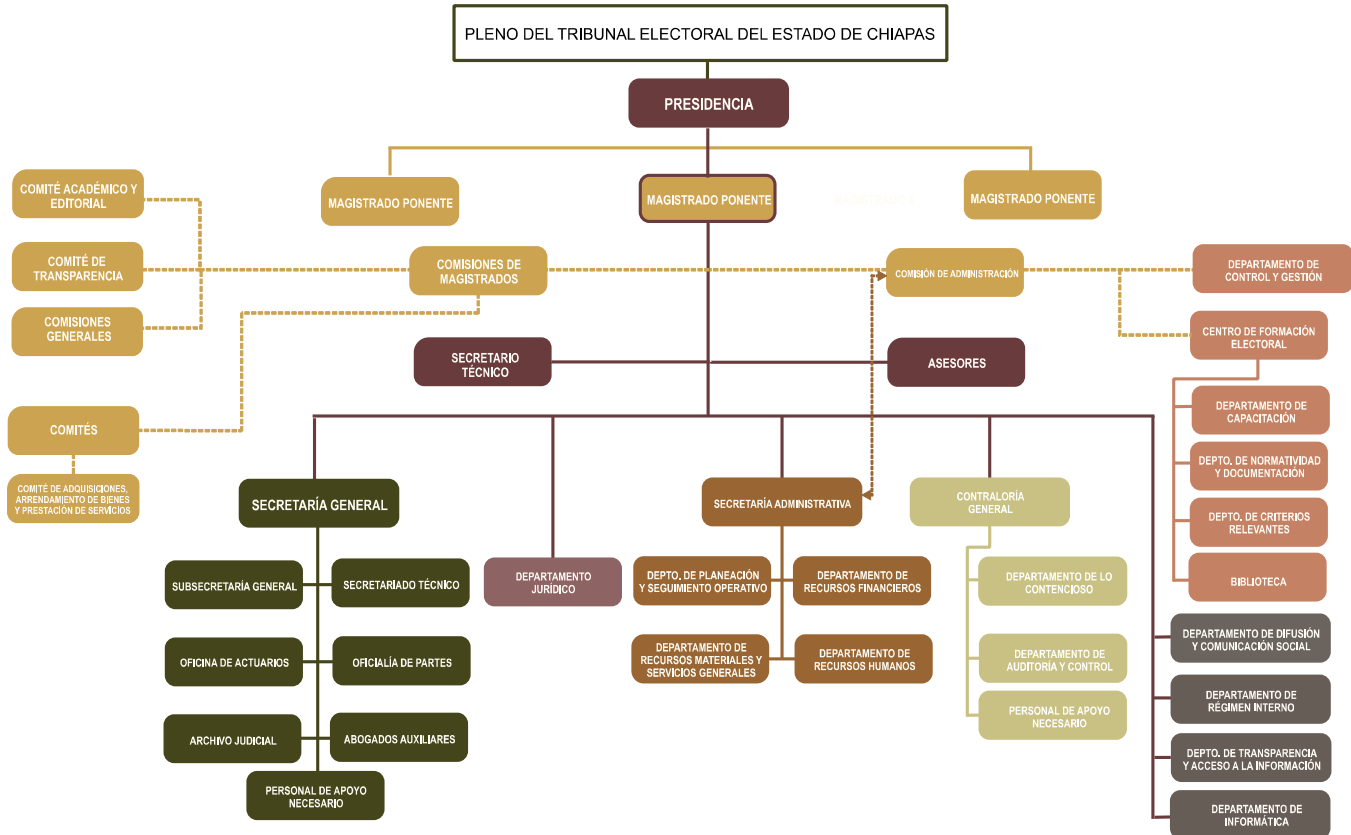 PLENO DEL TRIBUNAL ELECTORAL DEL ESTADO DE CHIAPAS
PRESIDENCIA
MAGISTRADO PONENTE
MAGISTRADO PONENTE
MAGISTRADO PONENTE
COMITÉ ACADÉMICO Y
EDITORIAL
COMITÉ DE
TRANSPARENCIA
COMISIONES
GENERALES
COMISIONES DE
MAGISTRADOS
COMISIÓN DE ADMINISTRACIÓN
DEPARTAMENTO DE
CONTROL Y GESTIÓN
CENTRO DE FORMACIÓN
ELECTORAL
SECRETARIO
TÉCNICO
ASESORES
DEPARTAMENTO DE
CAPACITACIÓN
DEPTO. DE NORMATIVIDAD
Y DOCUMENTACIÓN
DEPTO. DE CRITERIOS
RELEVANTES
BIBLIOTECA
COMITÉS
COMITÉ DE ADQUISICIONES,
ARRENDAMIENTO DE BIENES
Y PRESTACIÓN DE SERVICIOS
SECRETARÍA GENERAL
SUBSECRETARÍA GENERAL
SECRETARIADO TÉCNICO
OFICINA DE ACTUARIOS
OFICIALÍA DE PARTES
ARCHIVO JUDICIAL
ABOGADOS AUXILIARES
PERSONAL DE APOYO
NECESARIO
DEPARTAMENTO
JURÍDICO
SECRETARÍA ADMINISTRATIVA
DEPTO. DE PLANEACIÓN
Y SEGUIMIENTO OPERATIVO
DEPARTAMENTO DE
RECURSOS FINANCIEROS
DEPARTAMENTO DE
RECURSOS MATERIALES Y
SERVICIOS GENERALES
DEPARTAMENTO DE
RECURSOS HUMANOS
CONTRALORÍA
GENERAL
DEPARTAMENTO DE LO
CONTENCIOSO
DEPARTAMENTO DE
AUDITORÍA Y CONTROL
PERSONAL DE APOYO
NECESARIO
DEPARTAMENTO DE DIFUSIÓN
Y COMUNICACIÓN SOCIAL
DEPARTAMENTO DE
RÉGIMEN INTERNO
DEPTO. DE TRANSPARENCIA
Y ACCESO A LA INFORMACIÓN
DEPARTAMENTO DE
INFORMÁTICA